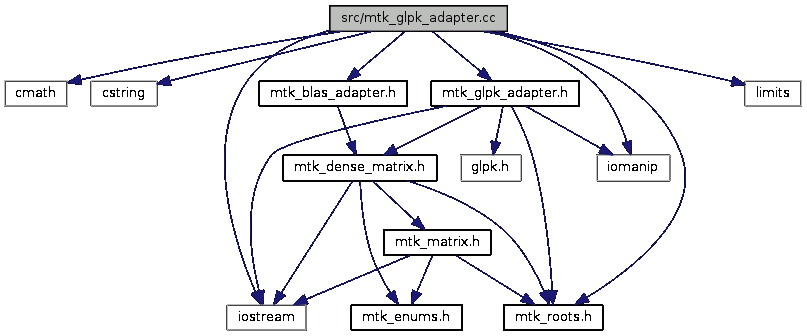 src/mtk_glpk_adapter.cc
cmath
cstring
mtk_blas_adapter.h
mtk_glpk_adapter.h
limits
mtk_dense_matrix.h
glpk.h
iomanip
mtk_matrix.h
iostream
mtk_enums.h
mtk_roots.h